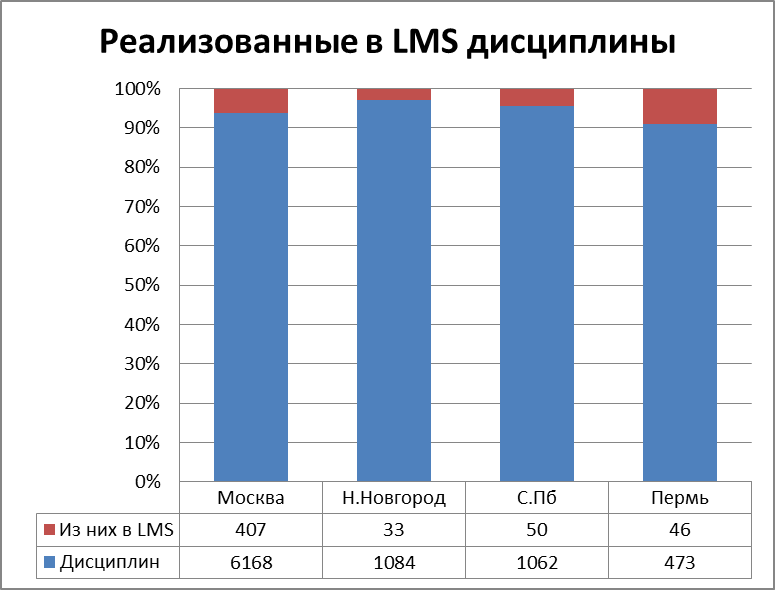 Реализованные в LMS дисциплины
100%
90%
80%
70%
60%
50%
40%
30%
20%
10%
0%
Москва Н.Новгород С.Пб Пермь
Из них в LMS 407 33 50 46
Дисциплин 6168 1084 1062 473